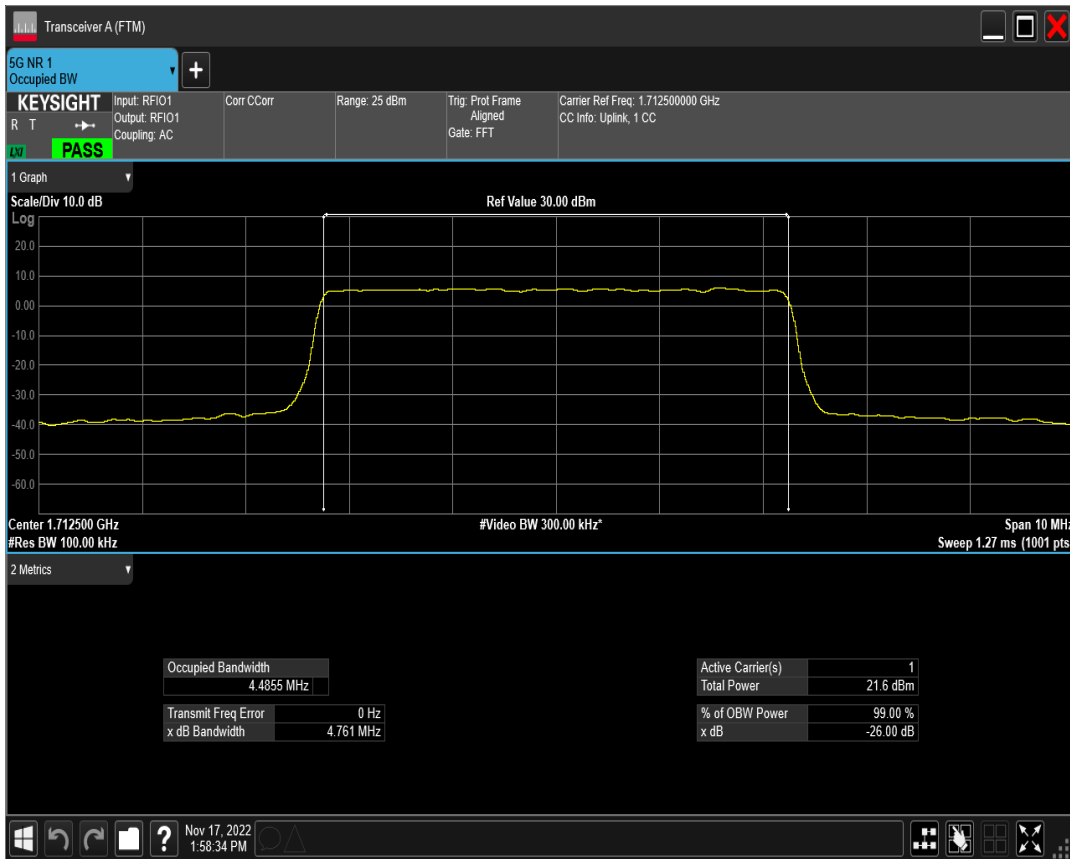 Transceiver A (FTM)
5G NR 1
Occupied BW
+
KEYSIGHT
R T
LXI
PASS
Input: RFIO1
Output: RFIO1
Coupling: AC
Corr CCorr
Range: 25 dBm
Trig: Prot Frame
Aligned
Gate: FFT
Carrier Ref Freq: 1.712500000 GHz
CC Info: Uplink, 1 CC
1 Graph
Scale/Div 10.0 dB
Ref Value 30.00 dBm
Log
20.0
10.0
0.00
-10.0
-20.0
-30.0
-40.0
-50.0
-60.0
Center 1.712500 GHz
#Video BW 300.00 kHz*
Span 10 MHz
#Res BW 100.00 kHz
Sweep 1.27 ms (1001 pts
2 Metrics
Occupied Bandwidth
4.4855 MHz
Transmit Freq Error 0 Hz
x dB Bandwidth 4.761 MHz
Active Carrier(s) 1
Total Power 21.6 dBm
% of OBW Power 99.00 %
x dB -26.00 dB
?
Nov 17, 2022
1:58:34 PM